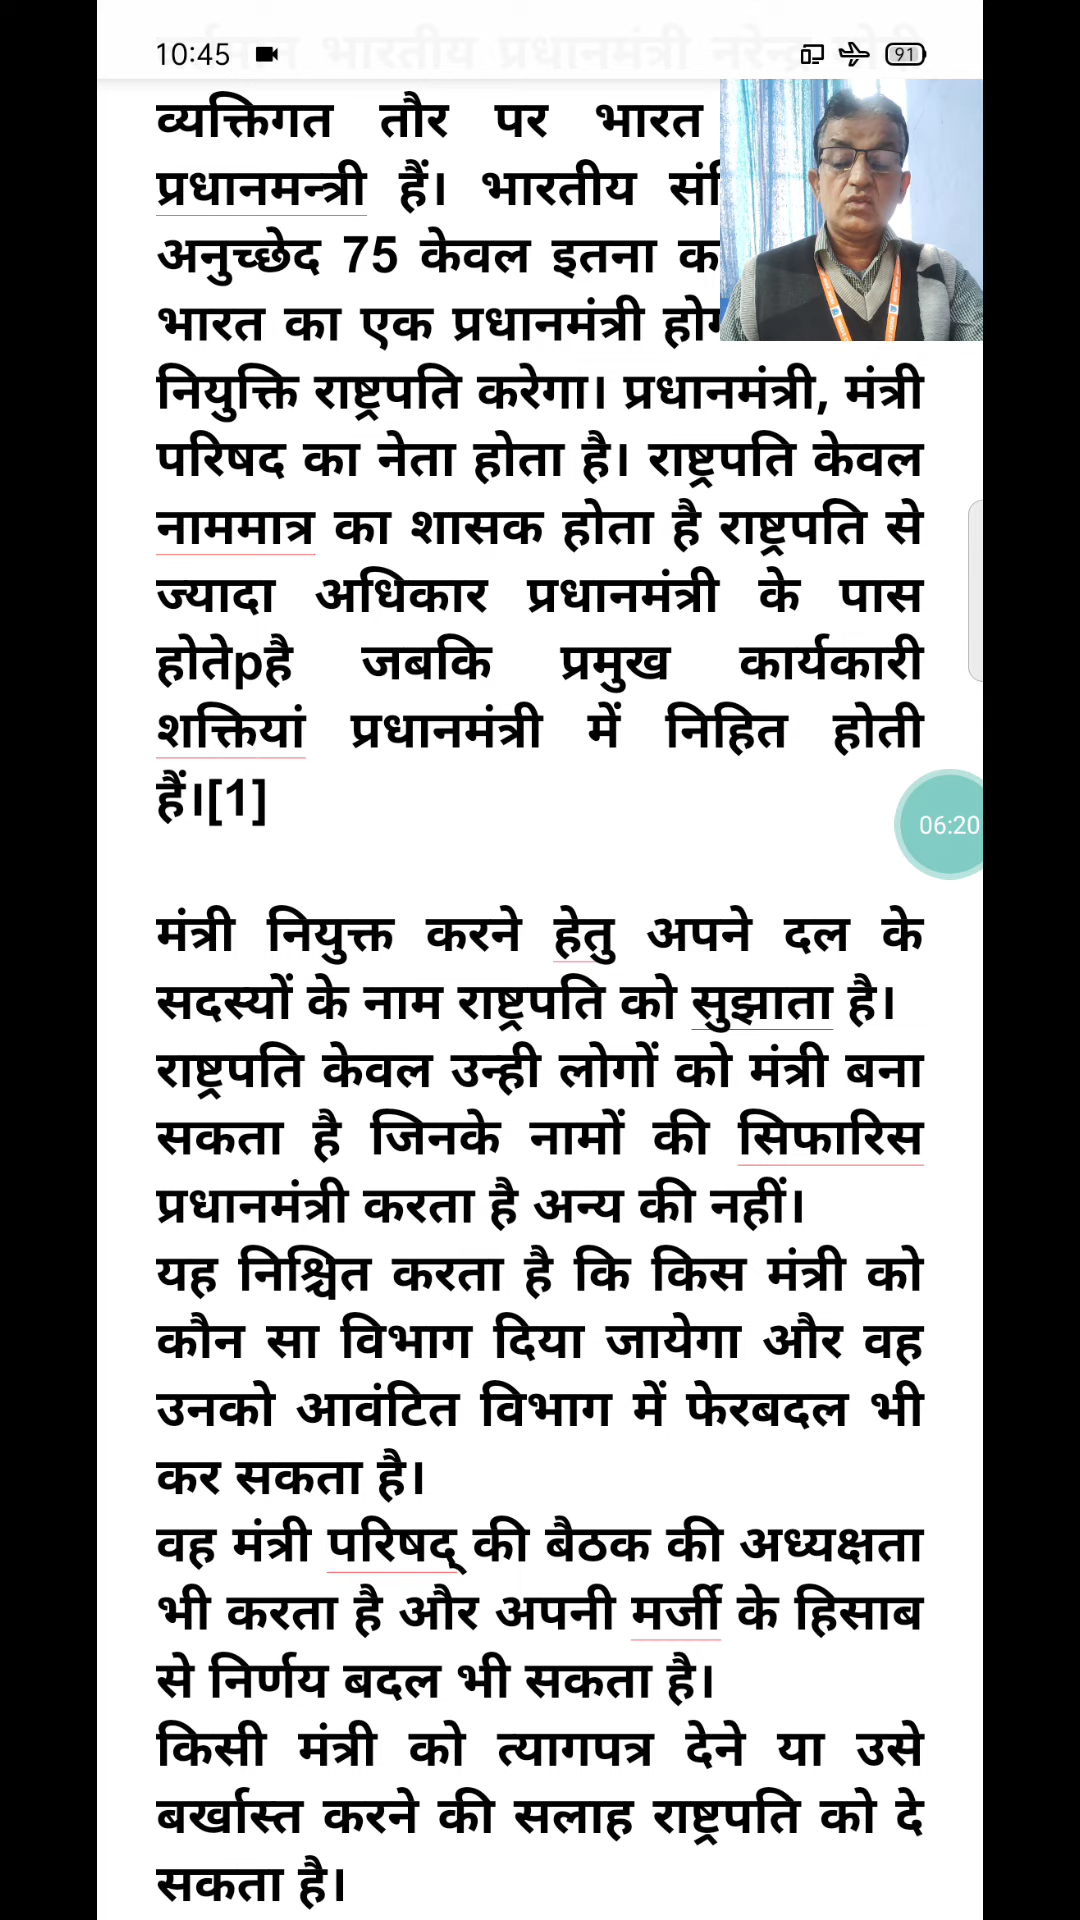 10:45
91
भारतीय प्रधानमंत्री
व्यक्तिगत तौर पर भारत
प्रधानमन्त्री हैं। भारतीय
अनुच्छेद 75 केवल इतना
भारत का एक प्रधानमंत्री
नियुक्ति राष्ट्रपति करेगा। प्रधानमंत्री, मंत्री
परिषद का नेता होता है। राष्ट्रपति केवल
नाममात्र का शासक होता है राष्ट्रपति से
ज्यादा अधिकार प्रधानमंत्री के पास
होतेpहै जबकि प्रमुख कार्यकारी
शक्तियां प्रधानमंत्री में निहित होती
हैं।[1]
06:20
मंत्री नियुक्त करने हेतु अपने दल के
सदस्यों के नाम राष्ट्रपति को सुझाता है।
राष्ट्रपति केवल उन्ही लोगों को मंत्री बना
सकता है जिनके नामों की सिफारिस
प्रधानमंत्री करता है अन्य की नहीं।
यह निश्चित करता है कि किस मंत्री को
कौन सा विभाग दिया जायेगा और वह
उनको आवंटित विभाग में फेरबदल भी
कर सकता है।
वह मंत्री परिषद् की बैठक की अध्यक्षता
भी करता है और अपनी मर्जी के हिसाब
से निर्णय बदल भी सकता है।
किसी मंत्री को त्यागपत्र देने या उसे
बर्खास्त करने की सलाह राष्ट्रपति को दे
सकता है।